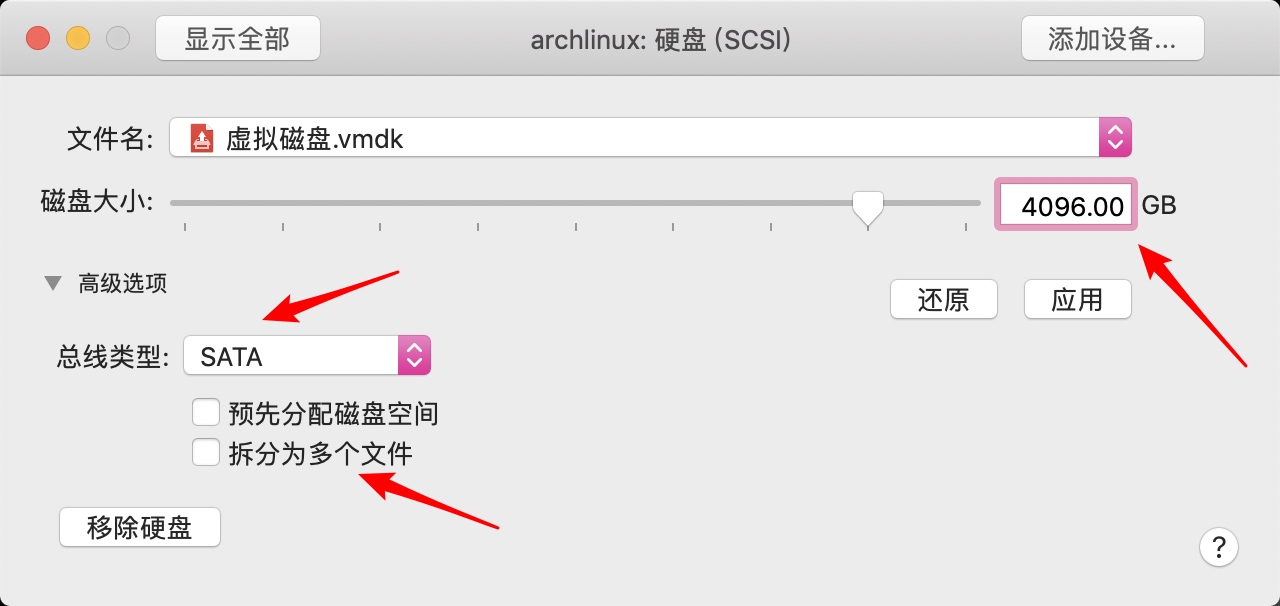 显示全部
archlinux: 硬盘 (SCSI)
添加设备...
文件名: 虚拟磁盘.vmdk
磁盘大小: 4096.00 GB
高级选项
还原 应用
总线类型: SATA
预先分配磁盘空间
拆分为多个文件
移除硬盘
?